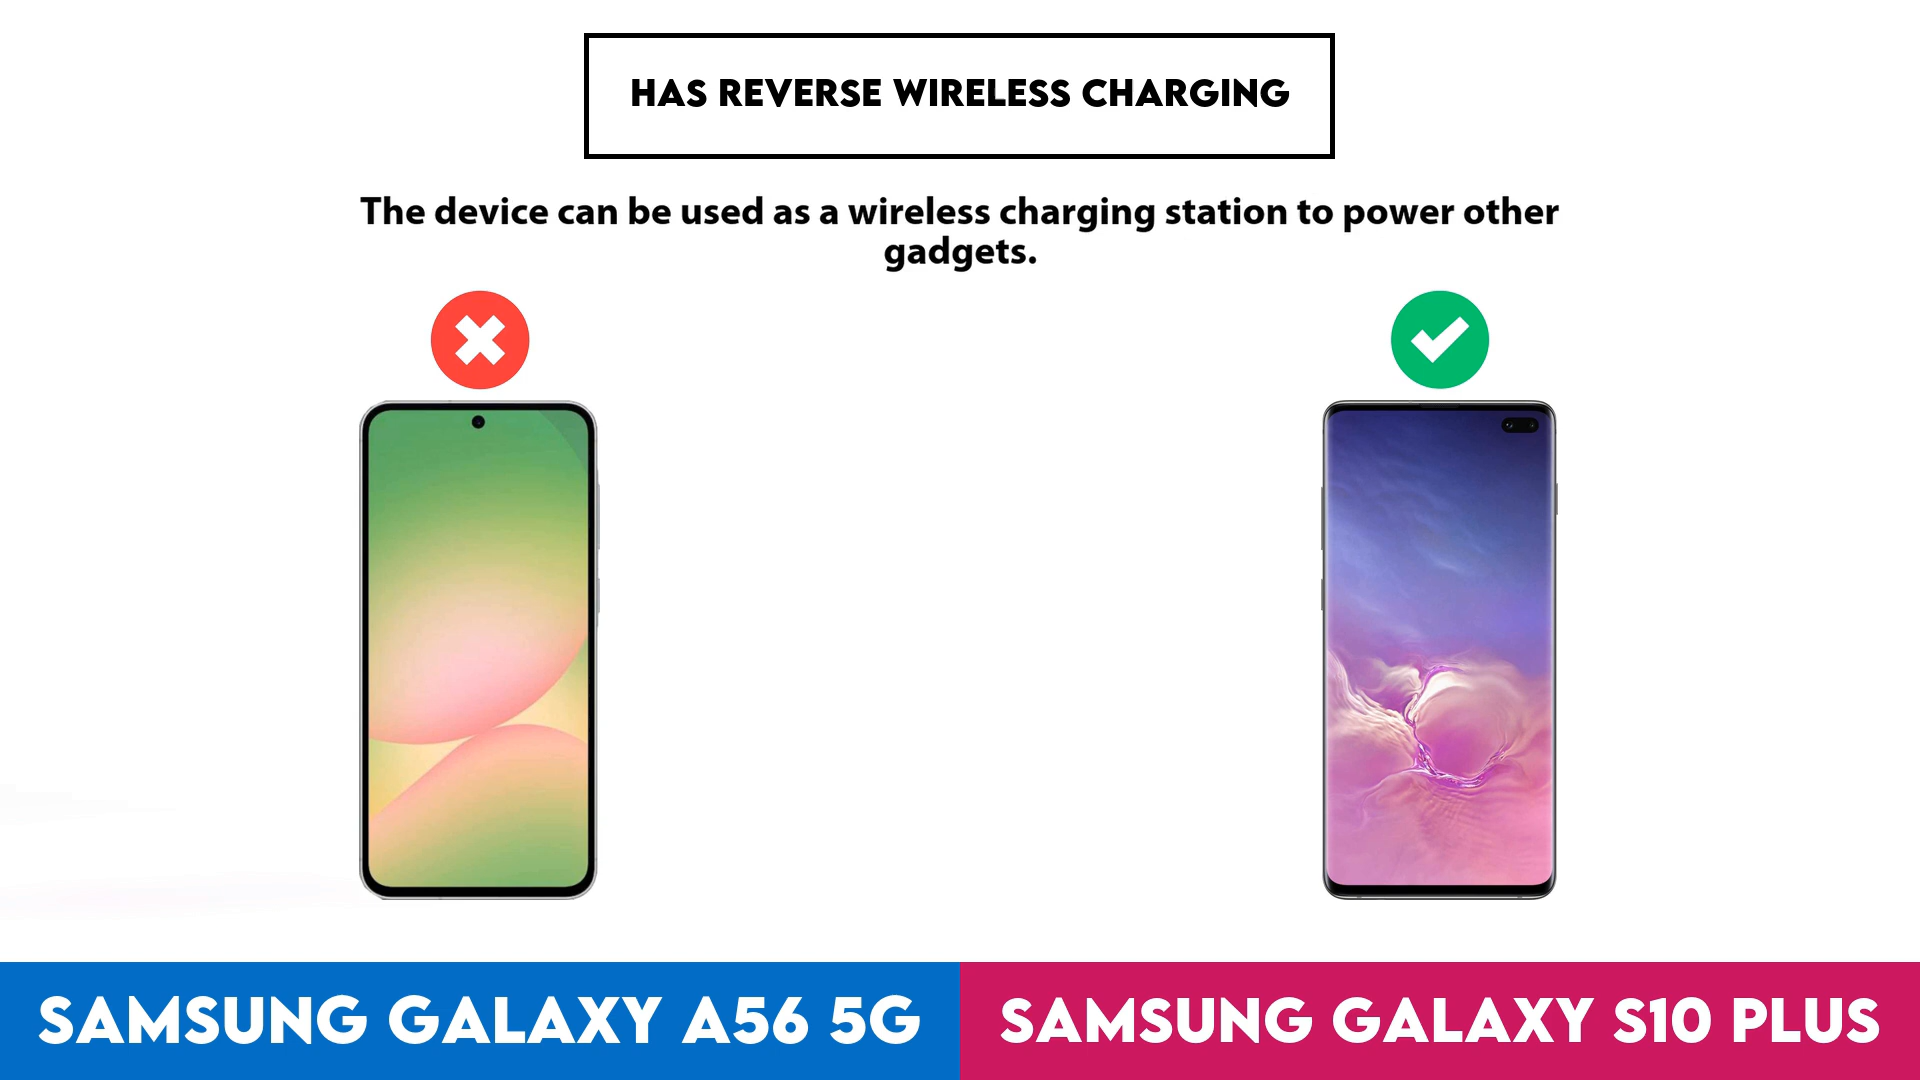 HAS REVERSE WIRELESS CHARGING
The device can be used as a wireless charging station to power other
gadgets.
SAMSUNG GALAXY A56 5G
SAMSUNG GALAXY S10 PLUS